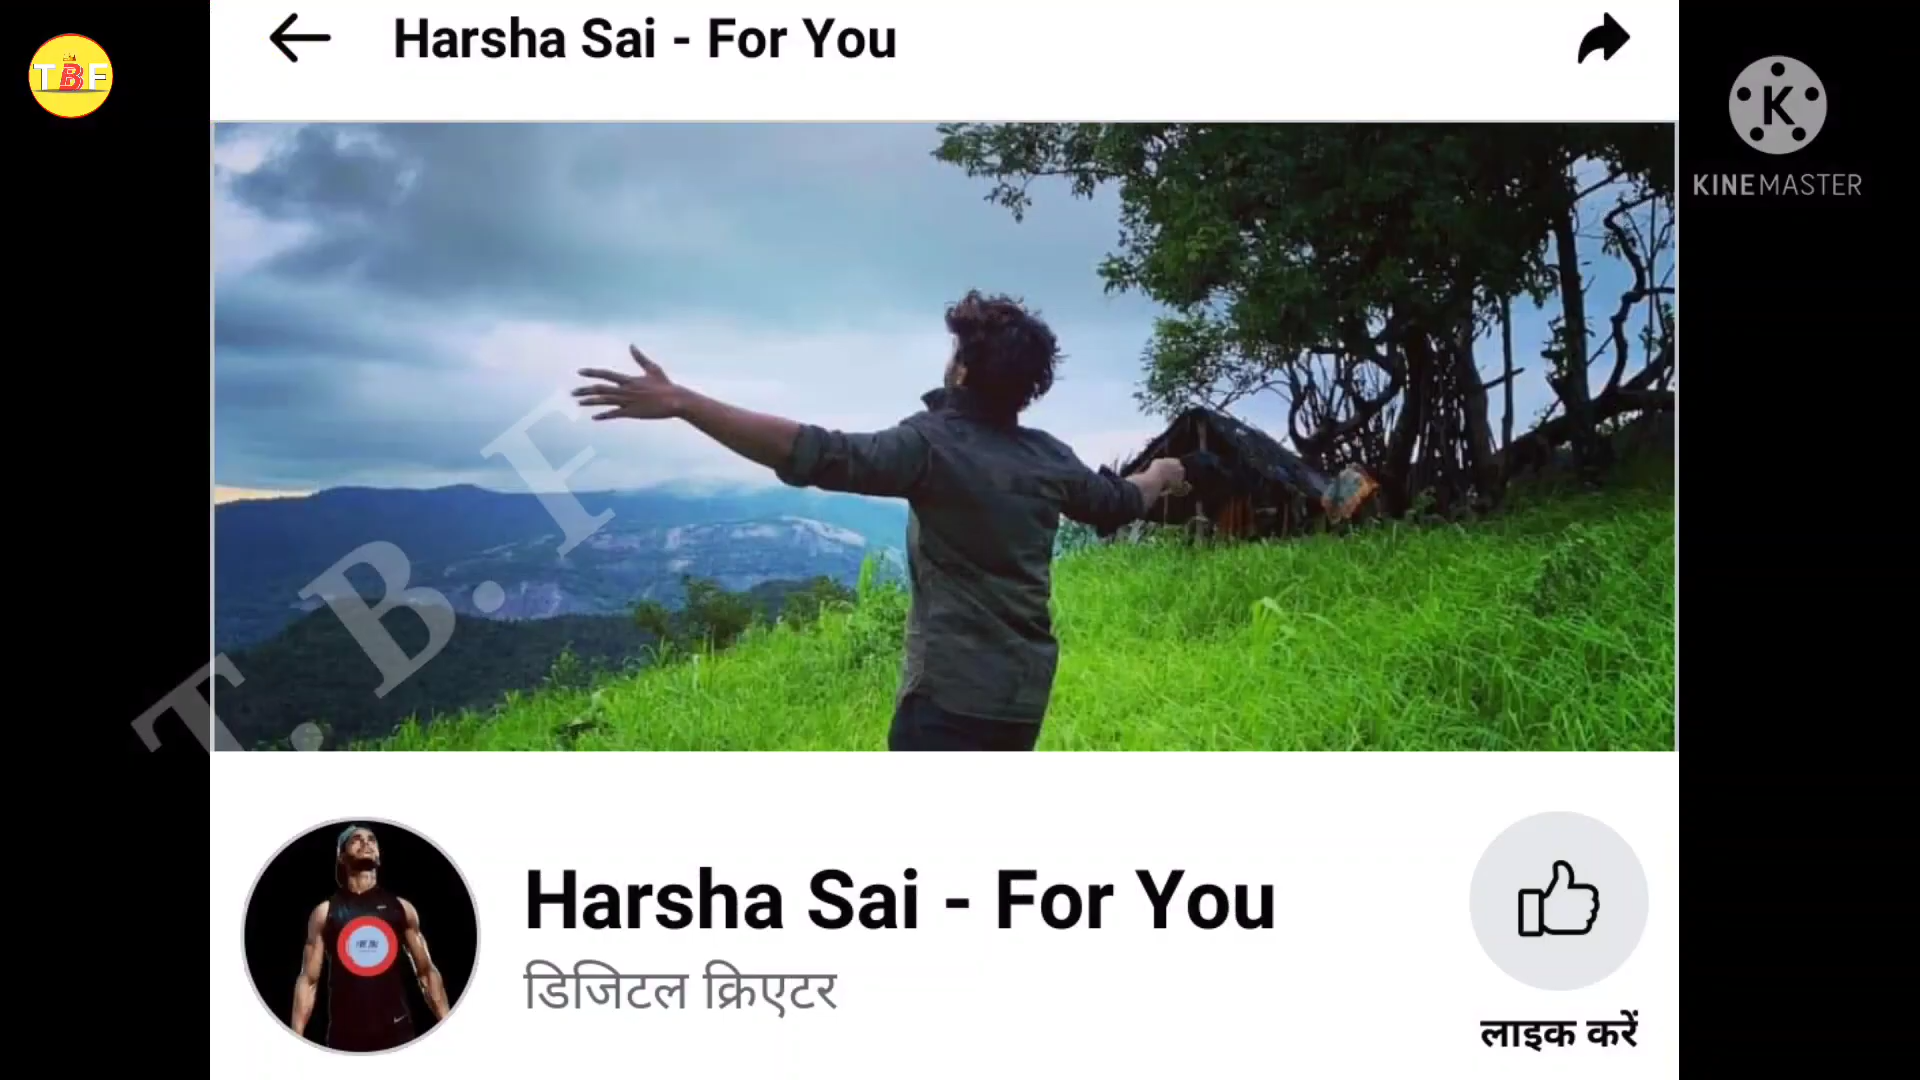 Harsha Sai - For You
TBF
K
KINEMASTER
T. B. F
Harsha Sai - For You
डिजिटल क्रिएटर
लाइक करें